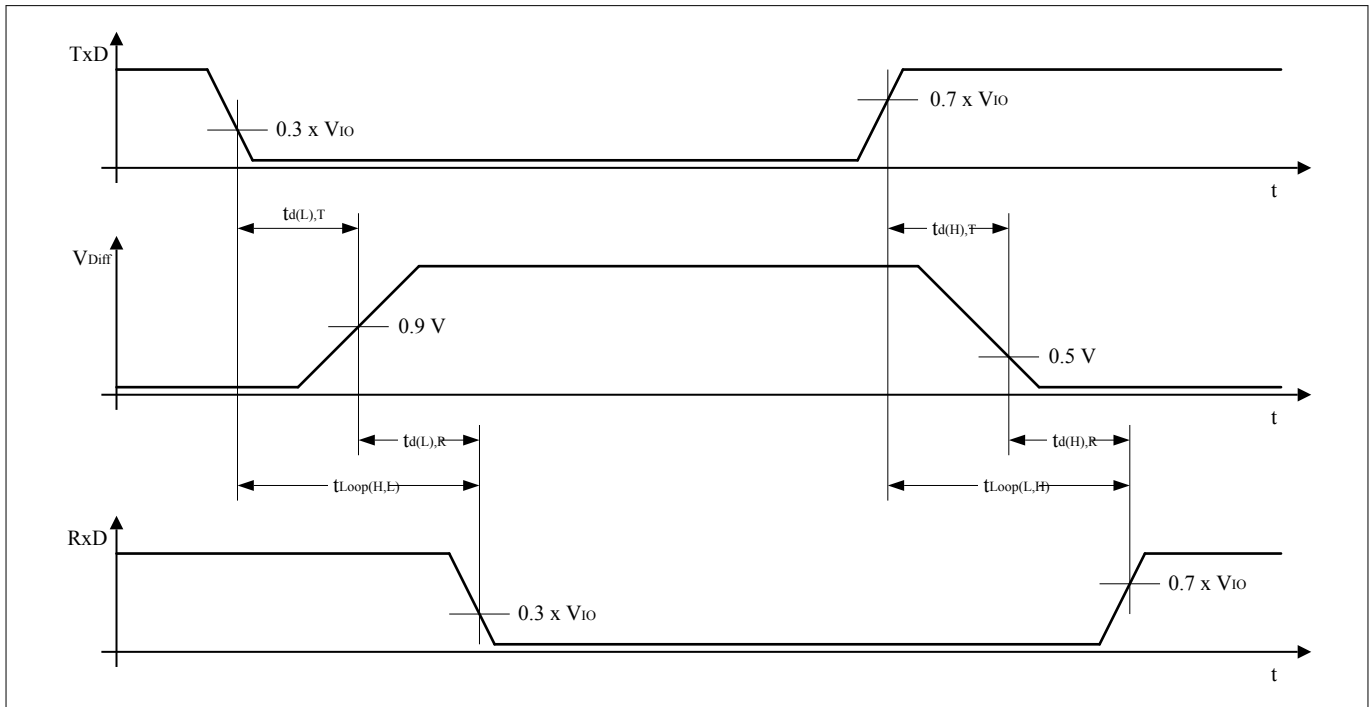 TxD
0.3 x VIO
0.7 x VIO
t
td(L),T
td(H),T
VDiff
0.9 V
0.5 V
t
td(L),R
td(H),R
tLoop(H,L)
tLoop(L,H)
RxD
0.3 x VIO
0.7 x VIO
t